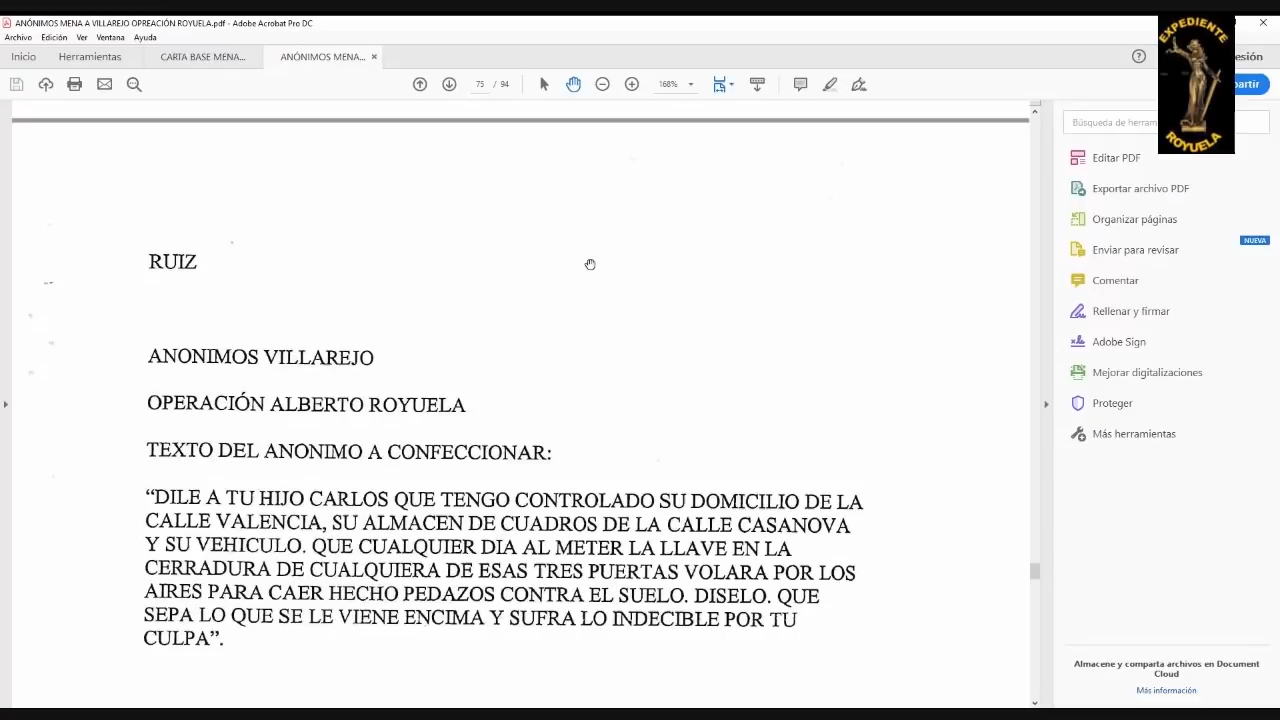 ANÓNIMOS MENA A VILLAREJO OPREACIÓN ROYUELA.pdf - Adobe Acrobat Pro DC
Archivo Edición Ver Ventana Ayuda
Inicio Herramientas CARTA BASE MENA... ANÓNIMOS MENA... × esión
75 / 94 168% artir
EXPEDIENTE
ROYUELA
Búsqueda de herram
Editar PDF
Exportar archivo PDF
Organizar páginas
Enviar para revisar
NUEVA
Comentar
Rellenar y firmar
Adobe Sign
Mejorar digitalizaciones
Proteger
Más herramientas
Almacene y comparta archivos en Document
Cloud
Más información
RUIZ
ANONIMOS VILLAREJO
OPERACIÓN ALBERTO ROYUELA
TEXTO DEL ANONIMO A CONFECCIONAR:
“DILE A TU HIJO CARLOS QUE TENGO CONTROLADO SU DOMICILIO DE LA
CALLE VALENCIA, SU ALMACEN DE CUADROS DE LA CALLE CASANOVA
Y SU VEHICULO. QUE CUALQUIER DIA AL METER LA LLAVE EN LA
CERRADURA DE CUALQUIERA DE ESAS TRES PUERTAS VOLARA POR LOS
AIRES PARA CAER HECHO PEDAZOS CONTRA EL SUELO. DISELO. QUE
SEPA LO QUE SE LE VIENE ENCIMA Y SUFRA LO INDECIBLE POR TU
CULPA”.